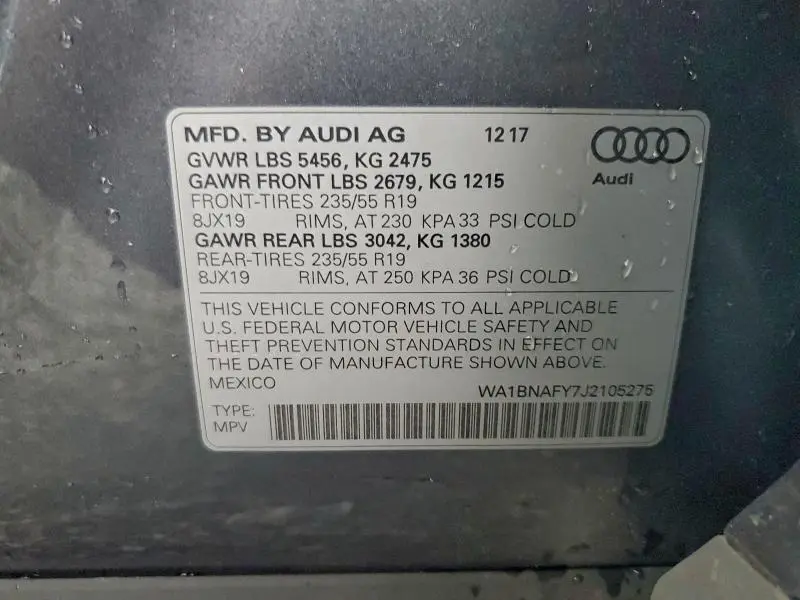 MFD. BY AUDI AG 12 17
GVWR LBS 5456, KG 2475
GAWR FRONT LBS 2679, KG 1215
FRONT-TIRES 235/55 R19
8JX19 RIMS, AT 230 KPA 33 PSI COLD
GAWR REAR LBS 3042, KG 1380
REAR-TIRES 235/55 R19
8JX19 RIMS, AT 250 KPA 36 PSI COLD
Audi
THIS VEHICLE CONFORMS TO ALL APPLICABLE
U.S. FEDERAL MOTOR VEHICLE SAFETY AND
THEFT PREVENTION STANDARDS IN EFFECT ON
THE DATE OF MANUFACTURE SHOWN ABOVE.
MEXICO WA1BNAFY7J2105275
TYPE:
MPV